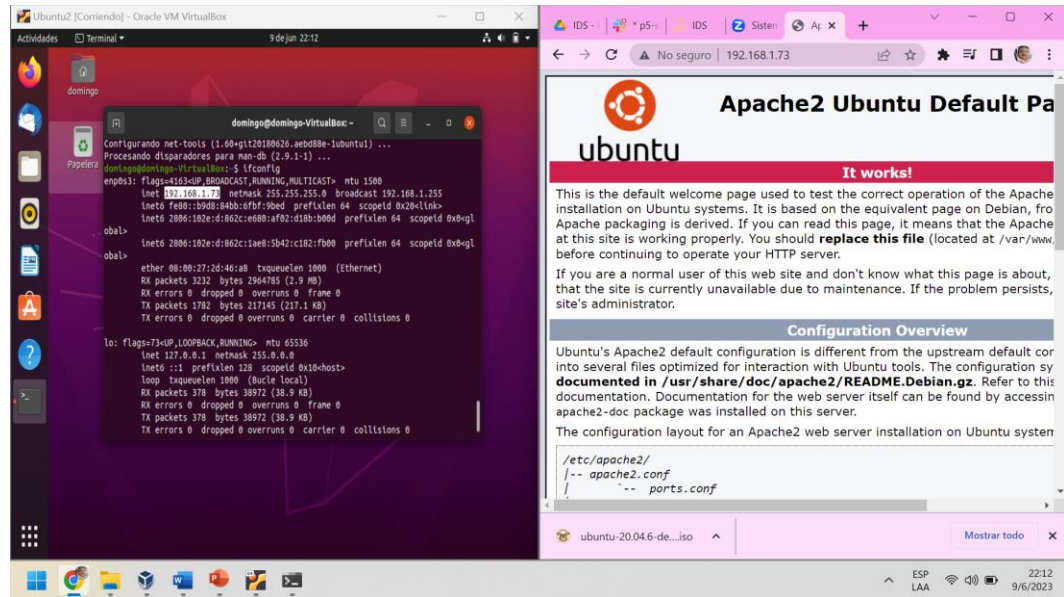 Ubuntu2 [Corriendo] - Oracle VM VirtualBox
Actividades
Terminal
9 de jun 22:12
domingo
Papelera
domingo@domingo-VirtualBox: ~
Configurando net-tools (1.60+git20180626.aebd88e-1ubuntu1) ...
Procesando disparadores para man-db (2.9.1-1) ...
domingo@domingo-VirtualBox:~$ ifconfig
enp0s3: flags=4163<UP,BROADCAST,RUNNING,MULTICAST>  mtu 1500
inet 192.168.1.73  netmask 255.255.255.0  broadcast 192.168.1.255
inet6 fe80::b9d8:84bb:6fbf:9bed  prefixlen 64  scopeid 0x20<link>
inet6 2806:102e:d:862c:e680:af02:d18b:b00d  prefixlen 64  scopeid 0x0<gl
obal>
inet6 2806:102e:d:862c:1ae8:5b42:c182:fb00  prefixlen 64  scopeid 0x0<gl
obal>
ether 08:00:27:2d:46:a8  txqueuelen 1000  (Ethernet)
RX packets 3232  bytes 2964785 (2.9 MB)
RX errors 0  dropped 0  overruns 0  frame 0
TX packets 1782  bytes 217145 (217.1 KB)
TX errors 0  dropped 0 overruns 0  carrier 0  collisions 0
lo: flags=73<UP,LOOPBACK,RUNNING>  mtu 65536
inet 127.0.0.1  netmask 255.0.0.0
inet6 ::1  prefixlen 128  scopeid 0x10<host>
loop  txqueuelen 1000  (Bucle local)
RX packets 378  bytes 38972 (38.9 KB)
RX errors 0  dropped 0  overruns 0  frame 0
TX packets 378  bytes 38972 (38.9 KB)
TX errors 0  dropped 0 overruns 0  carrier 0  collisions 0
IDS -
* p5-
IDS
Sister
Ap
No seguro | 192.168.1.73
ubuntu
Apache2 Ubuntu Default Pa
It works!
This is the default welcome page used to test the correct operation of the Apache
installation on Ubuntu systems. It is based on the equivalent page on Debian, fro
Apache packaging is derived. If you can read this page, it means that the Apache
at this site is working properly. You should replace this file (located at /var/www,
before continuing to operate your HTTP server.
If you are a normal user of this web site and don't know what this page is about,
that the site is currently unavailable due to maintenance. If the problem persists,
site's administrator.
Configuration Overview
Ubuntu's Apache2 default configuration is different from the upstream default cor
into several files optimized for interaction with Ubuntu tools. The configuration sy
documented in /usr/share/doc/apache2/README.Debian.gz. Refer to this
documentation. Documentation for the web server itself can be found by accessin
apache2-doc package was installed on this server.
The configuration layout for an Apache2 web server installation on Ubuntu system
/etc/apache2/
|-- apache2.conf
|       `--  ports.conf
ubuntu-20.04.6-de....iso
Mostrar todo
ESP
LAA
22:12
9/6/2023